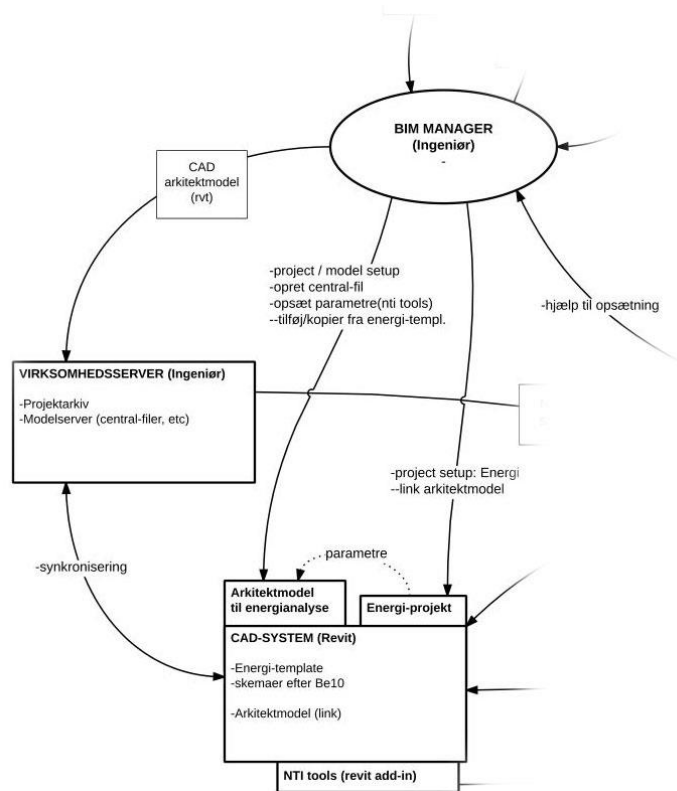 BIM MANAGER
(Ingeniør)
-
CAD
arkitektmodel
(rvt)
-project / model setup
-opret central-fil
-opsæt parametre(nti tools)
--tilføj/kopier fra energi-templ.
-hjælp til opsætning
VIRKSOMHEDSSERVER (Ingeniør)
-Projektarkiv
-Modelserver (central-filer, etc)
-project setup: Energi
--link arkitektmodel
-synkronisering
parametre
Arkitektmodel
til energianalyse
Energi-projekt
CAD-SYSTEM (Revit)
-Energi-template
-skemaer efter Be10
-Arkitektmodel (link)
NTI tools (revit add-in)